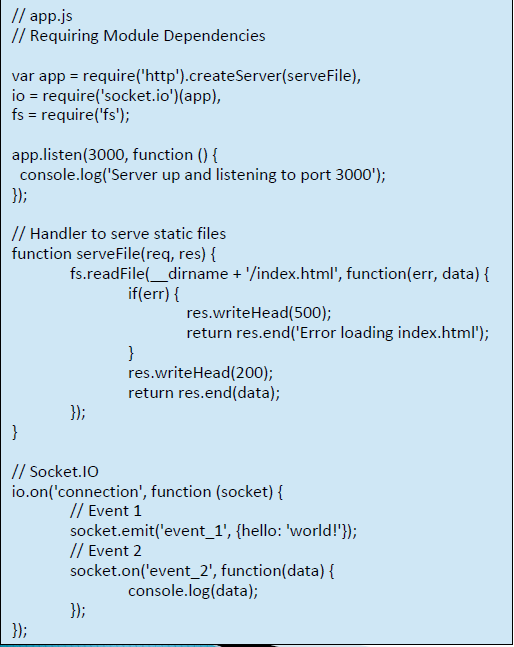 // app.js
// Requiring Module Dependencies
var app = require('http').createServer(serveFile),
io = require('socket.io')(app),
fs = require('fs');
app.listen(3000, function () {
console.log('Server up and listening to port 3000');
});
// Handler to serve static files
function serveFile(req, res) {
fs.readFile(__dirname + '/index.html', function(err, data) {
if(err) {
res.writeHead(500);
return res.end('Error loading index.html');
}
res.writeHead(200);
return res.end(data);
});
}
// Socket.IO
io.on('connection', function (socket) {
// Event 1
socket.emit('event_1', {hello: 'world!'});
// Event 2
socket.on('event_2', function(data) {
console.log(data);
});
});